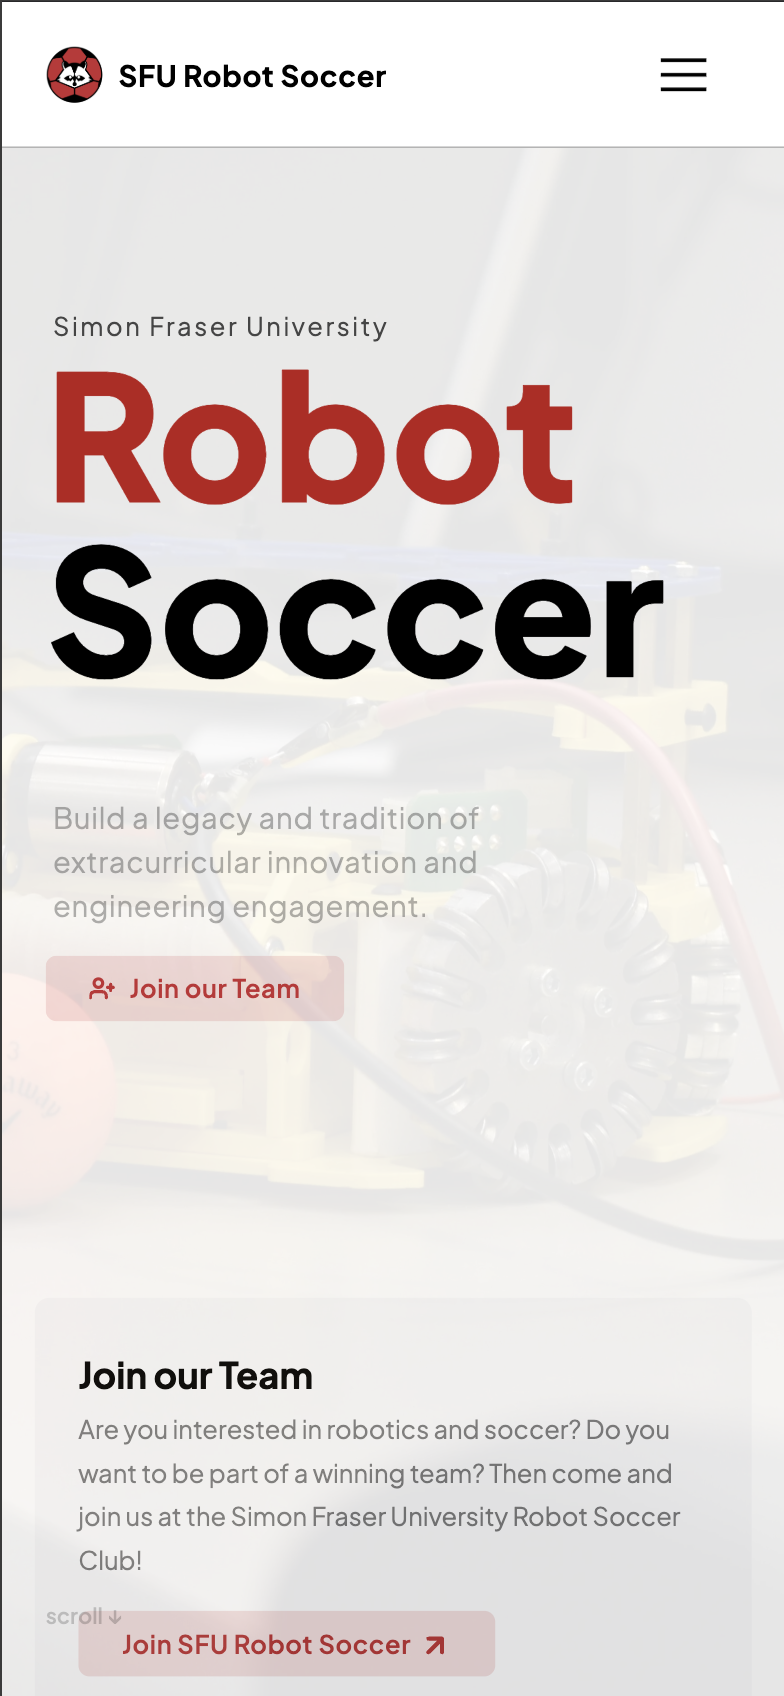 SFU Robot Soccer
Simon Fraser University
Robot
Soccer
Build a legacy and tradition of
extracurricular innovation and
engineering engagement.
Join our Team
Join our Team
Are you interested in robotics and soccer? Do you
want to be part of a winning team? Then come and
join us at the Simon Fraser University Robot Soccer
Club!
scroll ↓
Join SFU Robot Soccer